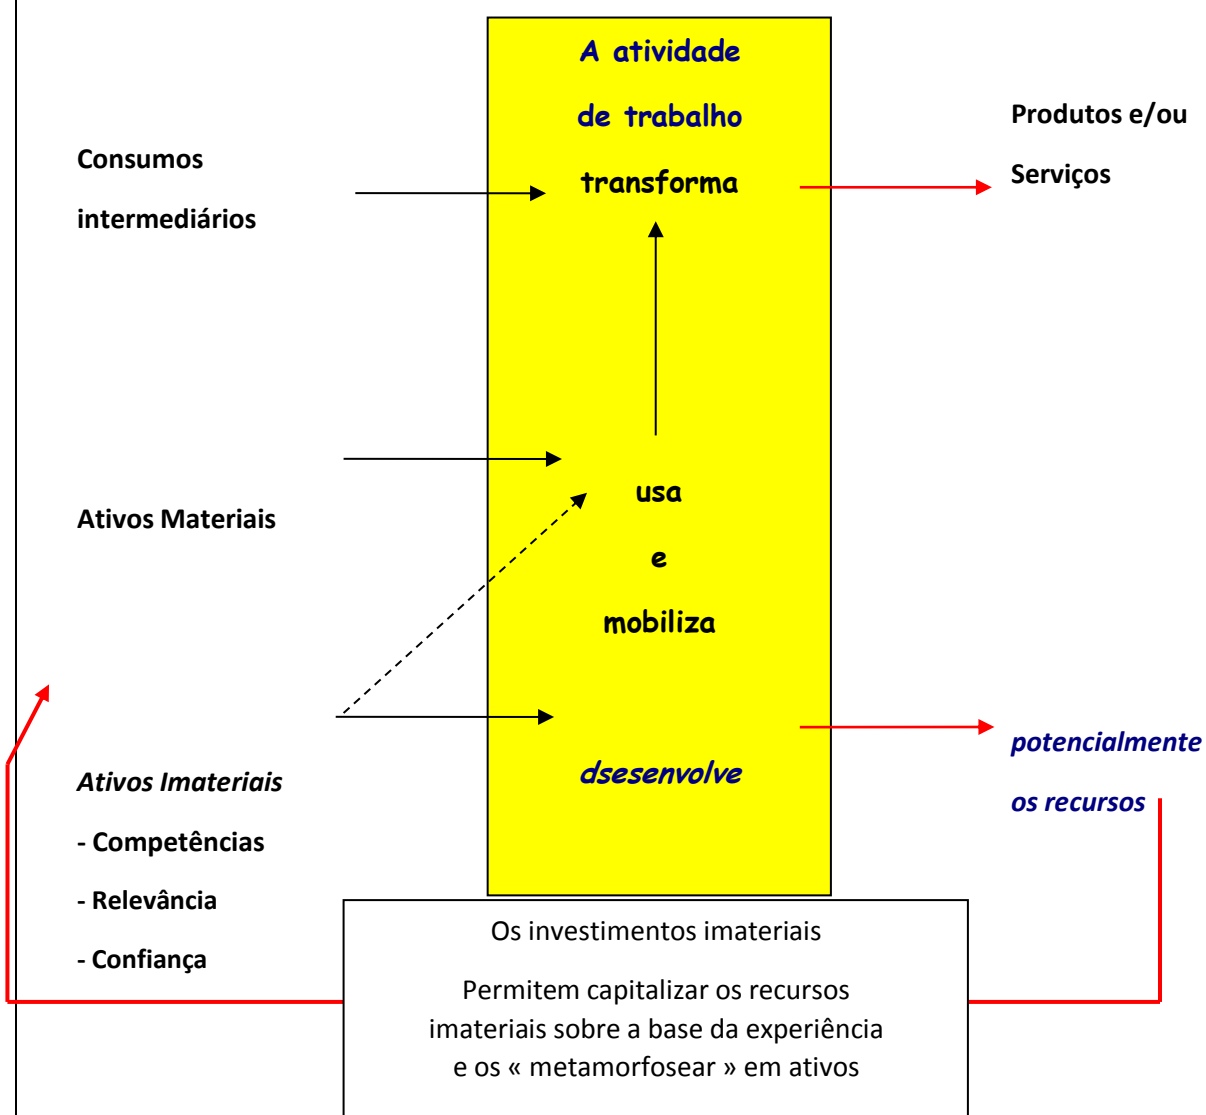 A atividade
de trabalho
transforma
Consumos
intermediários
Produtos e/ou
Serviços
usa
e
mobiliza
Ativos Materiais
dsesenvolve
potencialmente
os recursos
Ativos Imateriais
- Competências
- Relevância
- Confiança
Os investimentos imateriais
Permitem capitalizar os recursos
imateriais sobre a base da experiência
e os « metamorfosear » em ativos